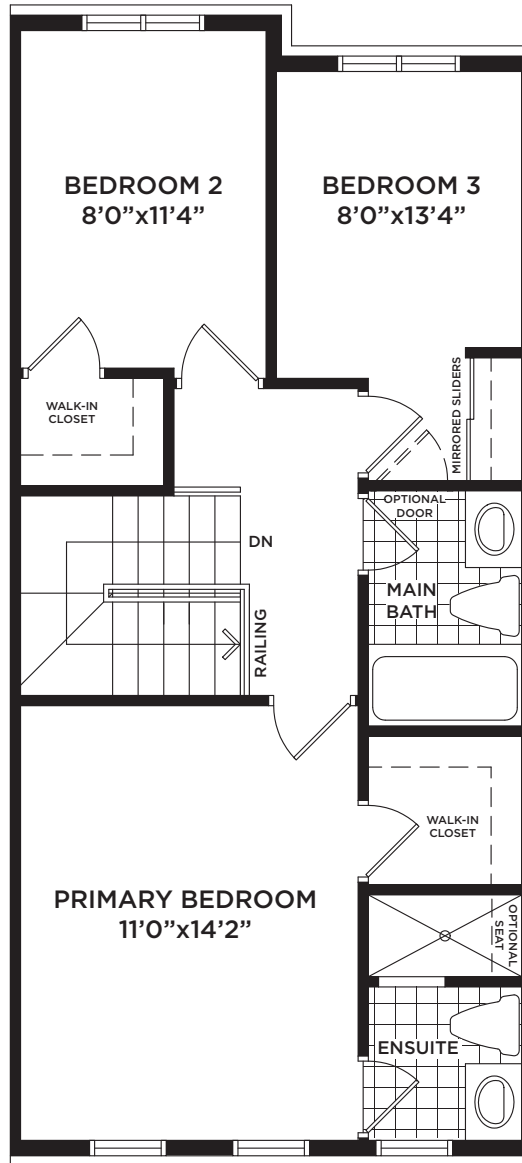 BEDROOM 2
8’0”x11’4”
BEDROOM 3
8’0”x13’4”
WALK-IN
CLOSET
MIRRORED SLIDERS
OPTIONAL
DOOR
DN
MAIN
BATH
RAILING
WALK-IN
CLOSET
PRIMARY BEDROOM
11’0”x14’2”
OPTIONAL
SEAT
ENSUITE